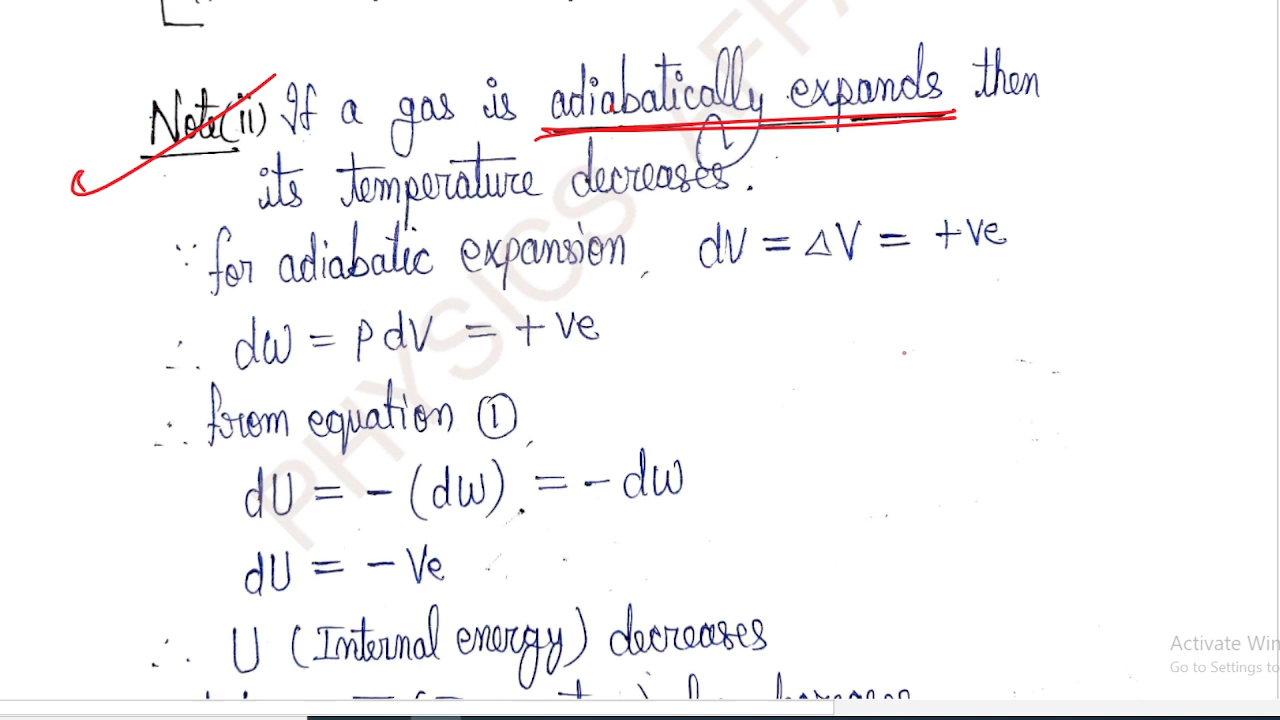 Note(ii) If a gas is adiabatically expands then
its temperature decreases.
∵ for adiabatic expansion, dV = ΔV = +ve
∴ dw = PdV = +ve
∴ from equation ①,
dU = -(dw) = -dw
dU = -Ve
∴ U (Internal energy) decreases
PHYSICS
Activate Win
Go to Settings to